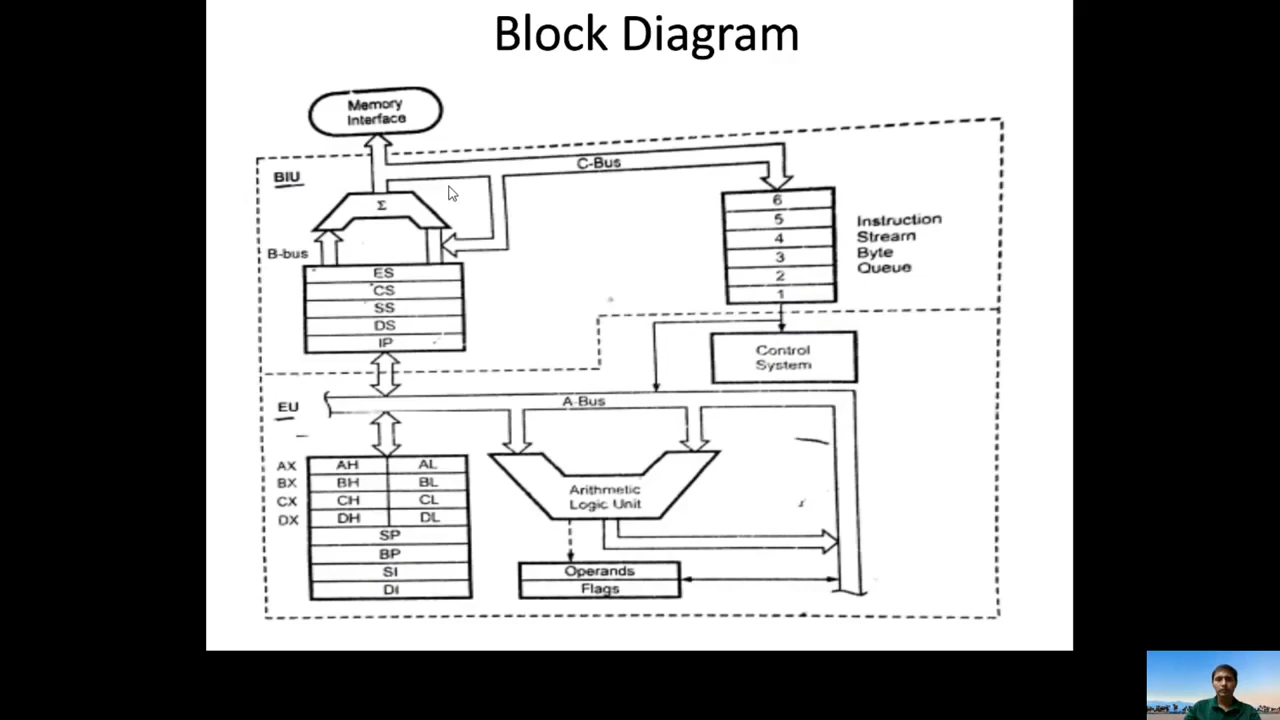 Block Diagram
Memory
Interface
BIU
C-Bus
Σ
B-bus
ES
CS
SS
DS
IP
6
5
4
3
2
1
Instruction
Stream
Byte
Queue
Control
System
EU
A-Bus
AX AH AL
BX BH BL
CX CH CL
DX DH DL
SP
BP
SI
DI
Arithmetic
Logic Unit
Operands
Flags